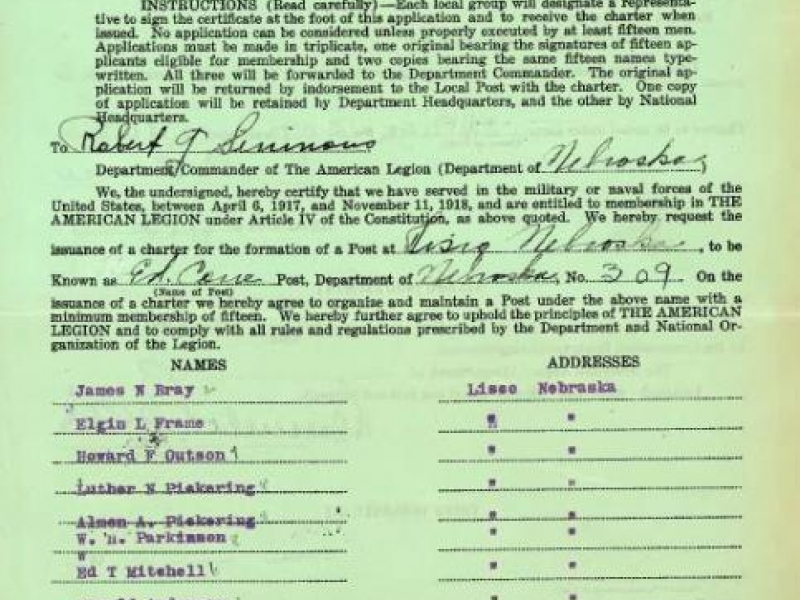 INSTRUCTIONS (Read carefully)—Each local group will designate a representa-
tive to sign the certificate at the foot of this application and to receive the charter when
issued. No application can be considered unless properly executed by at least fifteen men.
Applications must be made in triplicate, one original bearing the signatures of fifteen ap-
plicants eligible for membership and two copies bearing the same fifteen names type-
written. All three will be forwarded to the Department Commander. The original ap-
plication will be returned by indorsement to the Local Post with the charter. One copy
of application will be retained by Department Headquarters, and the other by National
Headquarters.
To Robert G Simmons
Department Commander of The American Legion (Department of Nebraska)
We, the undersigned, hereby certify that we have served in the military or naval forces of the
United States, between April 6, 1917, and November 11, 1918, and are entitled to membership in THE
AMERICAN LEGION under Article IV of the Constitution, as above quoted. We hereby request the
issuance of a charter for the formation of a Post at Nebraska, to be
Known as Ed. Post, Department of Nebraska, No. 309. On the
(Name of Post)
issuance of a charter we hereby agree to organize and maintain a Post under the above name with a
minimum membership of fifteen. We hereby further agree to uphold the principles of THE AMERICAN
LEGION and to comply with all rules and regulations prescribed by the Department and National Or-
ganization of the Legion.
NAMES ADDRESSES
James N Bray Lisco Nebraska
Elgin L Frame " "
Howard F Outson " "
Luther N Pickering " "
Almen A. Pickering " "
W. H. Parkinson " "
Ed T Mitchell " "